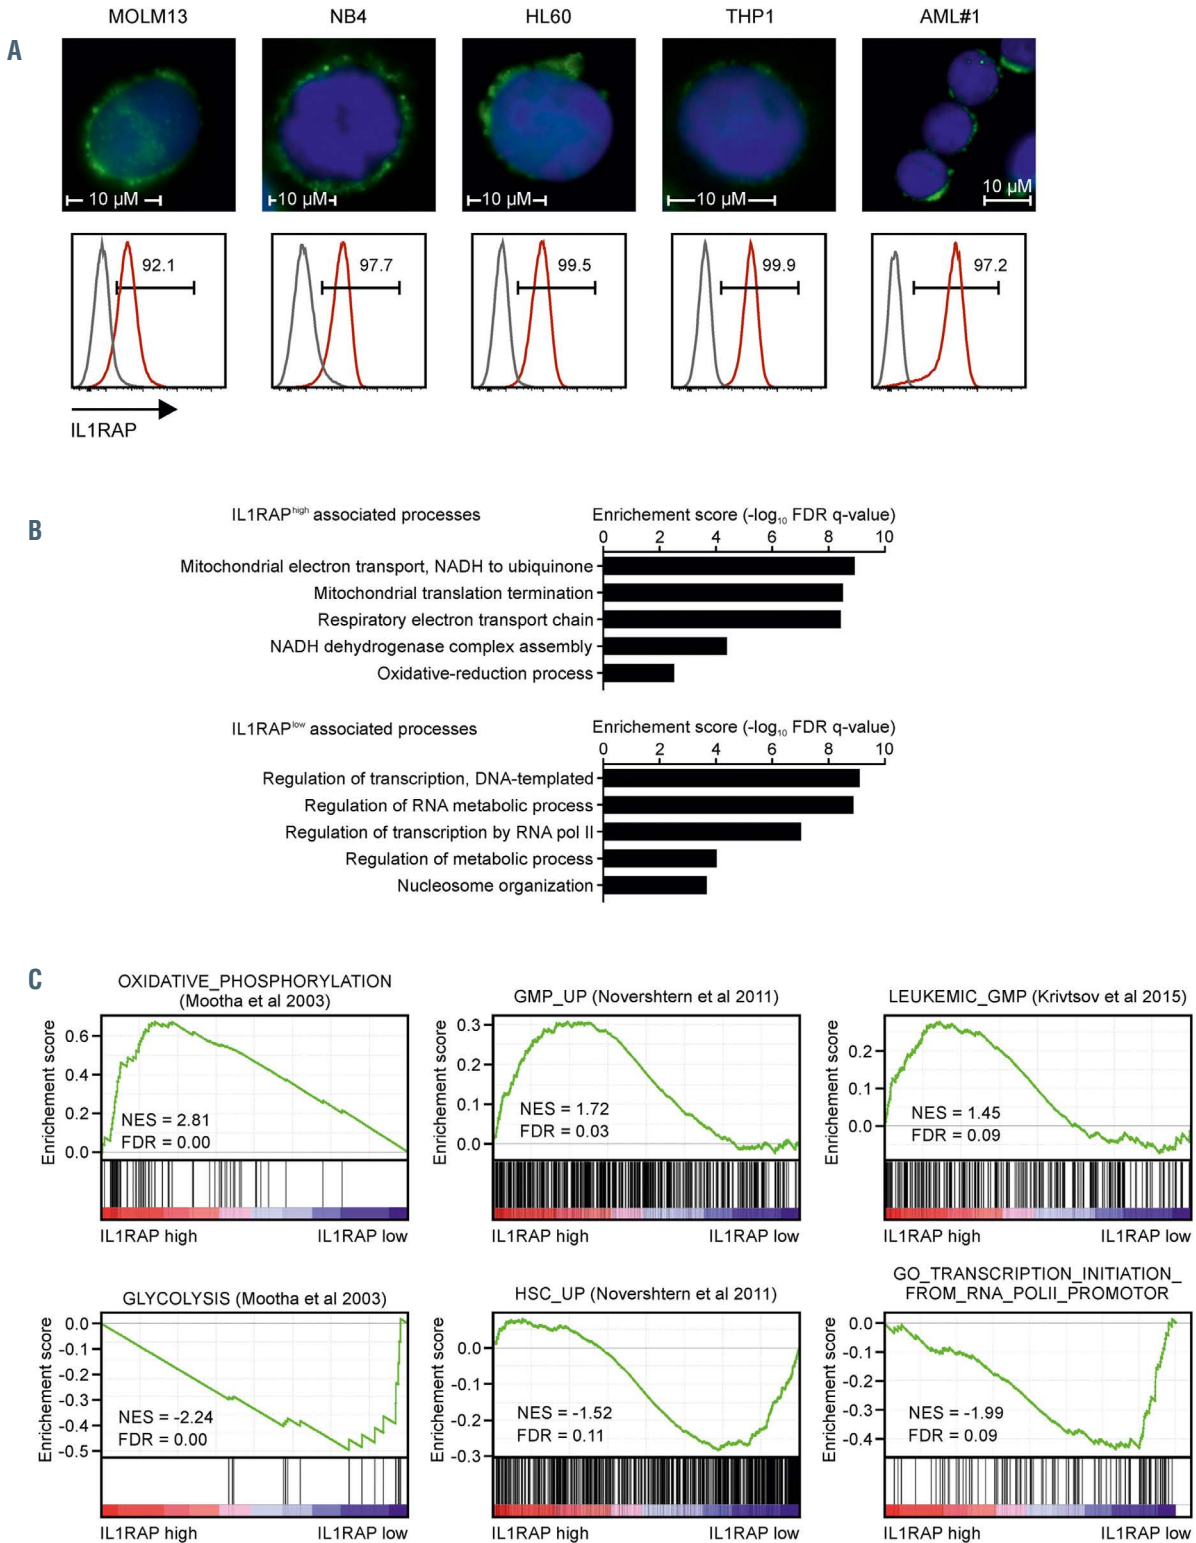 MOLM13 NB4 HL60 THP1 AML#1
A
10 µM 10 µM 10 µM 10 µM 10 µM
92.1 97.7 99.5 99.9 97.2
IL1RAP
B
IL1RAPhigh associated processes Enrichement score (-log10 FDR q-value)
0 2 4 6 8 10
Mitochondrial electron transport, NADH to ubiquinone
Mitochondrial translation termination
Respiratory electron transport chain
NADH dehydrogenase complex assembly
Oxidative-reduction process
IL1RAPlow associated processes Enrichement score (-log10 FDR q-value)
0 2 4 6 8 10
Regulation of transcription, DNA-templated
Regulation of RNA metabolic process
Regulation of transcription by RNA pol II
Regulation of metabolic process
Nucleosome organization
C
OXIDATIVE_PHOSPHORYLATION
(Mootha et al 2003)
Enrichement score
0.6
0.4
0.2
0.0
NES = 2.81
FDR = 0.00
IL1RAP high IL1RAP low
GMP_UP (Novershtern et al 2011)
Enrichement score
0.3
0.2
0.1
0.0
NES = 1.72
FDR = 0.03
IL1RAP high IL1RAP low
LEUKEMIC_GMP (Krivtsov et al 2015)
Enrichement score
0.2
0.1
0.0
NES = 1.45
FDR = 0.09
IL1RAP high IL1RAP low
GLYCOLYSIS (Mootha et al 2003)
Enrichement score
0.0
-0.1
-0.2
-0.3
-0.4
-0.5
NES = -2.24
FDR = 0.00
IL1RAP high IL1RAP low
HSC_UP (Novershtern et al 2011)
Enrichement score
0.0
-0.1
-0.2
-0.3
NES = -1.52
FDR = 0.11
IL1RAP high IL1RAP low
GO_TRANSCRIPTION_INITIATION_
FROM_RNA_POLII_PROMOTOR
Enrichement score
0.0
-0.1
-0.2
-0.3
-0.4
NES = -1.99
FDR = 0.09
IL1RAP high IL1RAP low